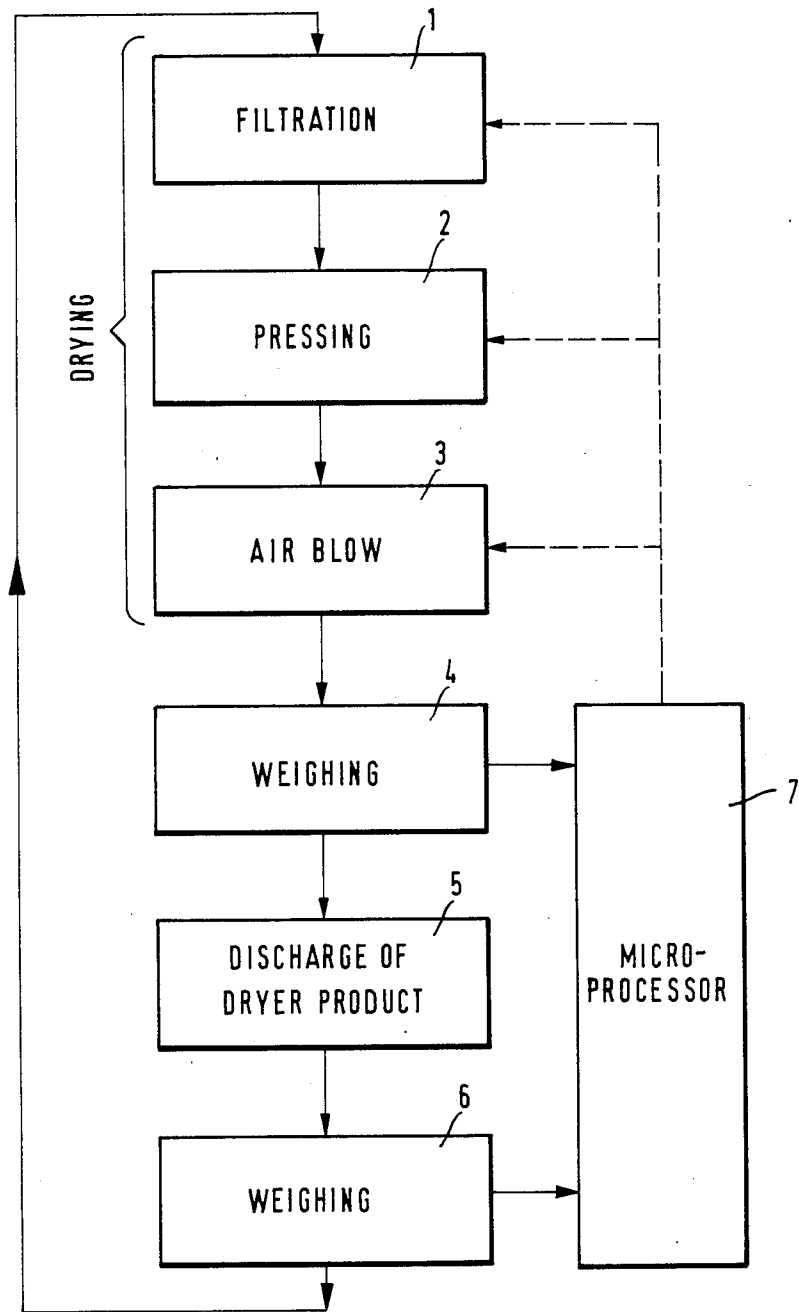 1
FILTRATION
2
PRESSING
DRYING
3
AIR BLOW
4
WEIGHING
7
5
DISCHARGE OF
DRYER PRODUCT
MICRO-
PROCESSOR
6
WEIGHING